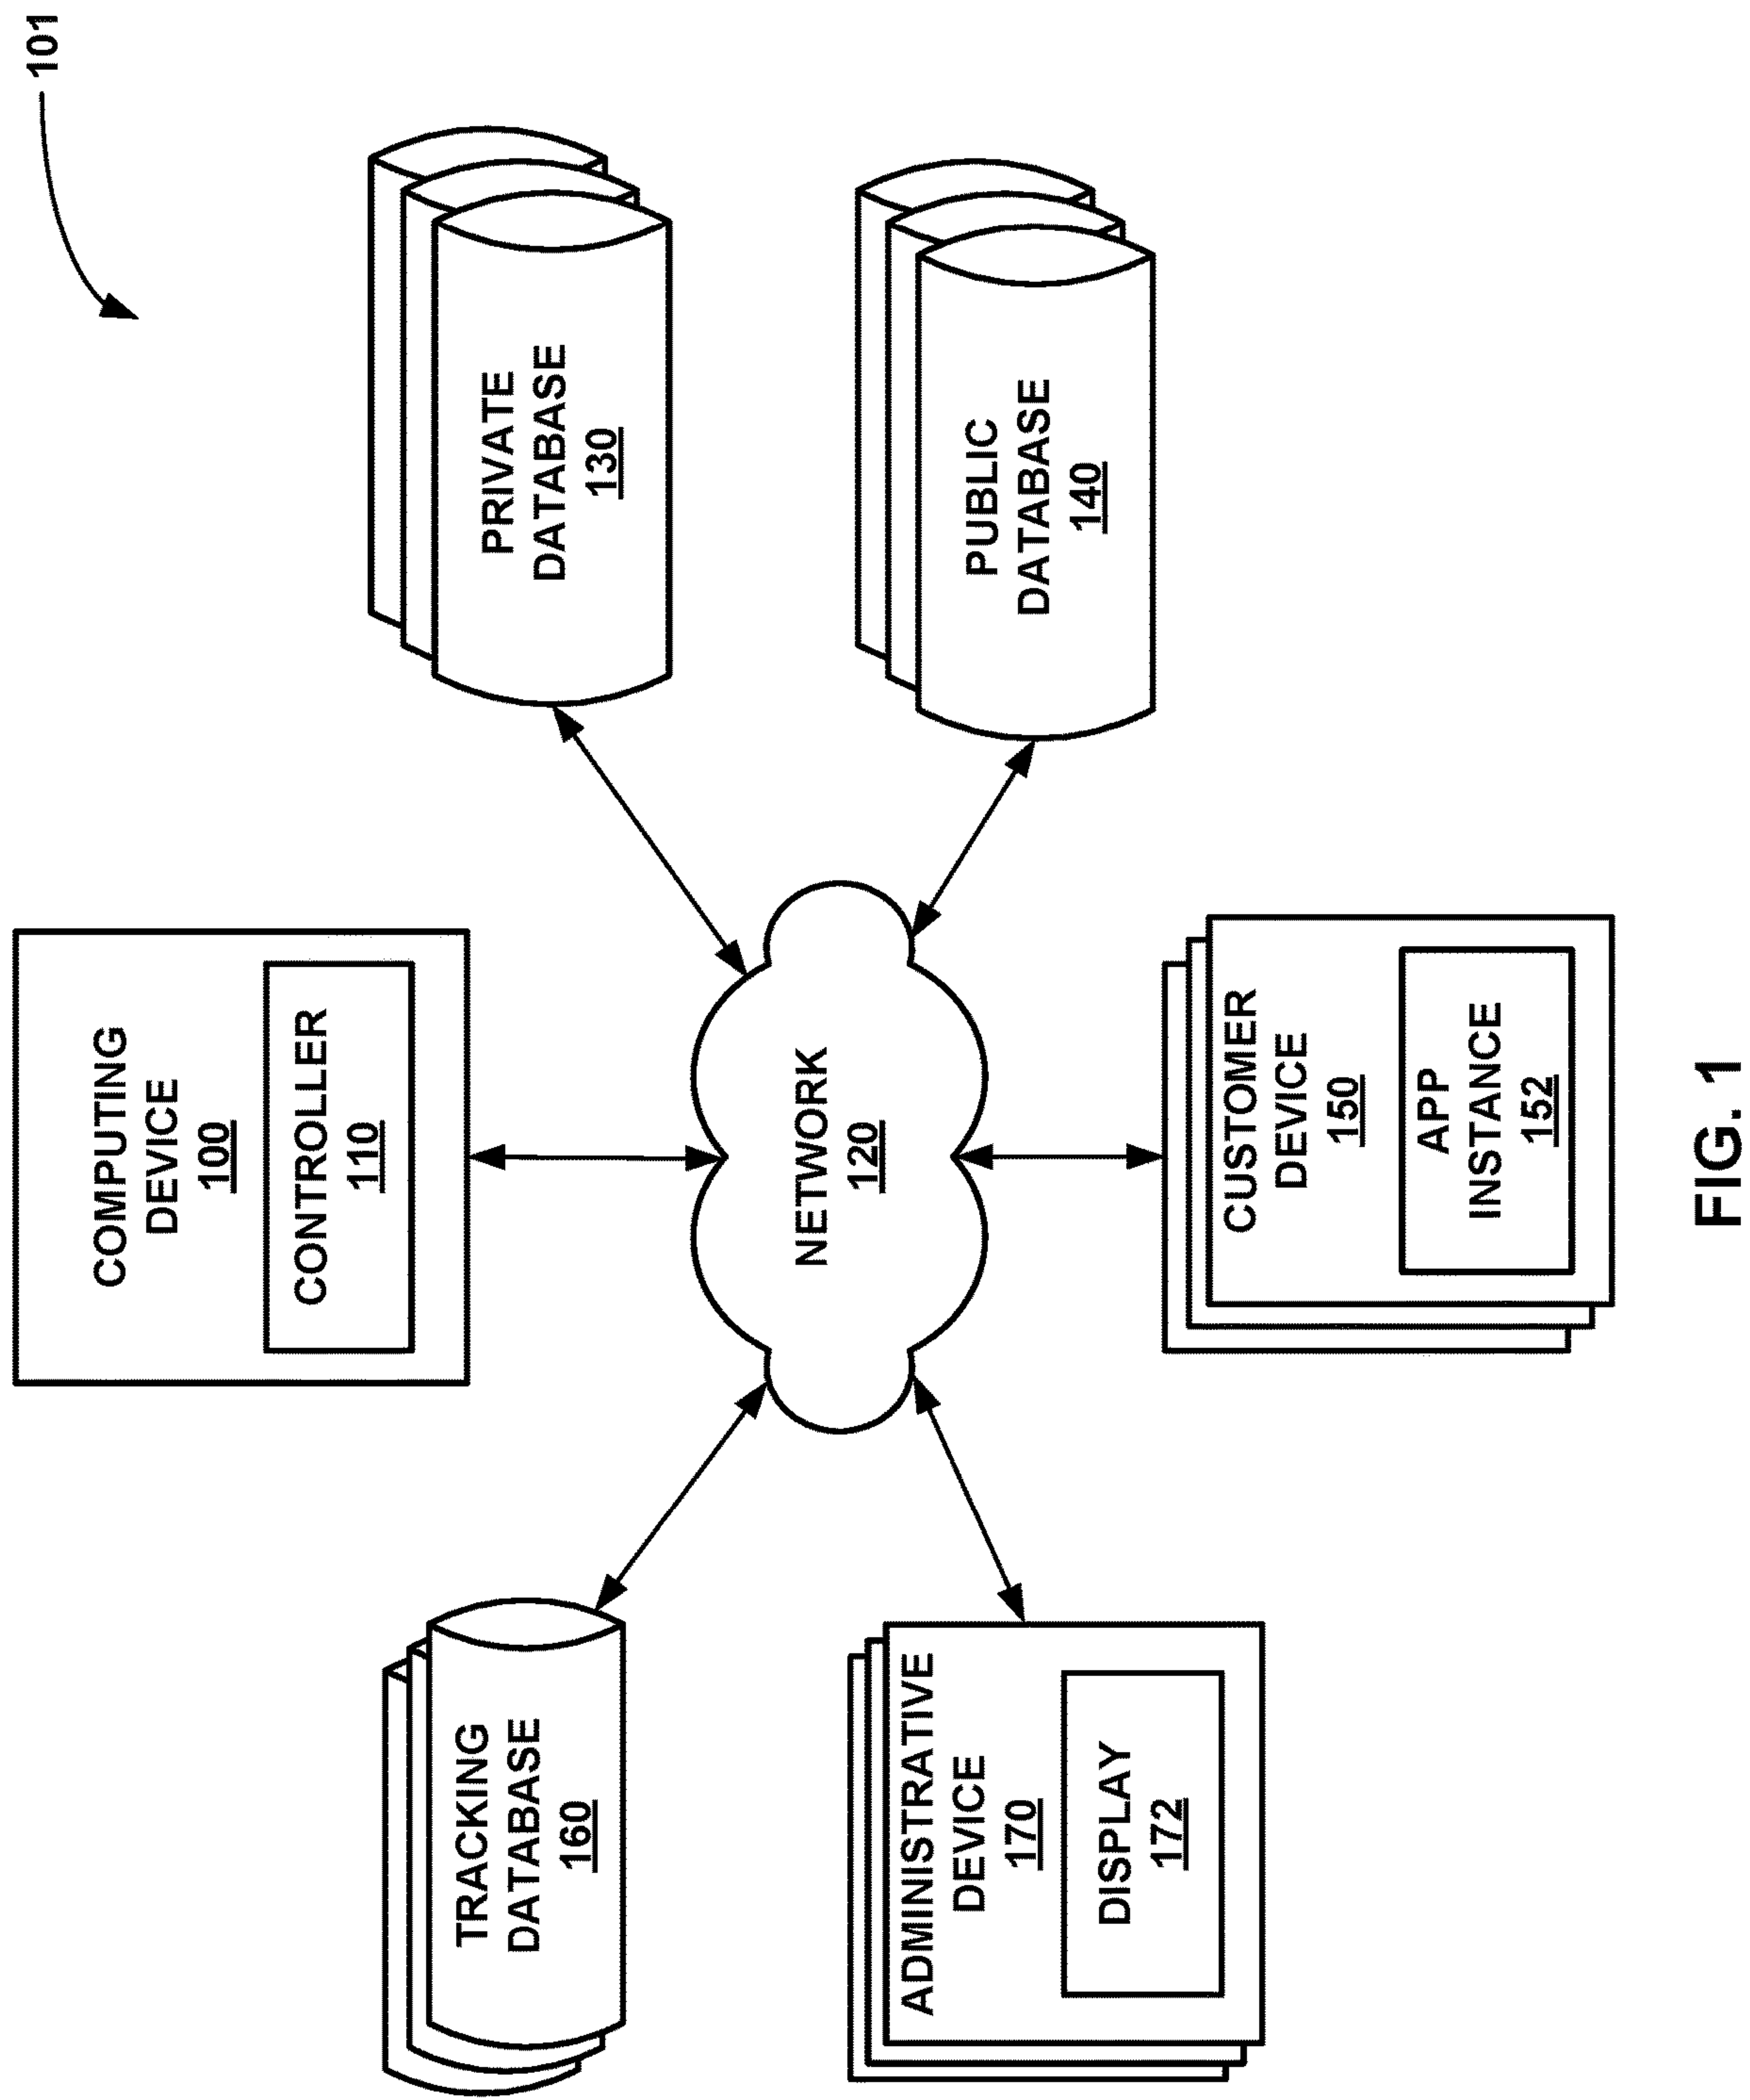 101
COMPUTING
DEVICE
100
CONTROLLER
110
TRACKING
DATABASE
160
PRIVATE
DATABASE
130
NETWORK
120
ADMINISTRATIVE
DEVICE
170
DISPLAY
172
PUBLIC
DATABASE
140
CUSTOMER
DEVICE
150
APP
INSTANCE
152
FIG. 1